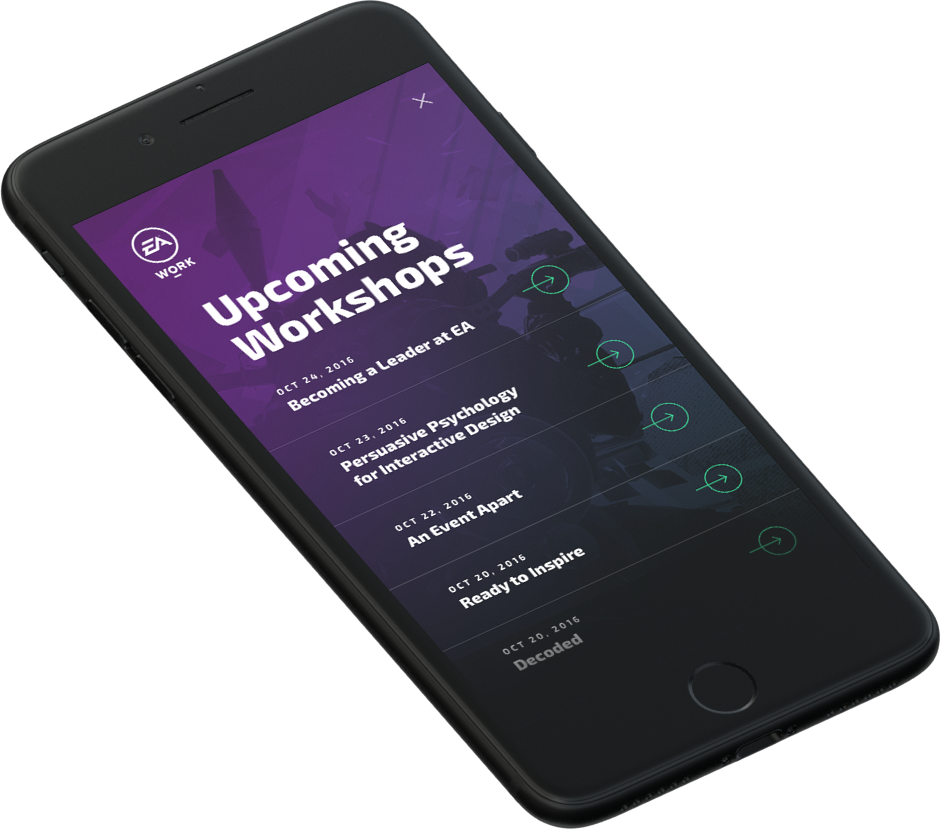 EA
WORK
Upcoming
Workshops
OCT 24, 2016
Becoming a Leader at EA
OCT 23, 2016
Persuasive Psychology
for Interactive Design
OCT 22, 2016
An Event Apart
OCT 20, 2016
Ready to Inspire
OCT 20, 2016
Decoded